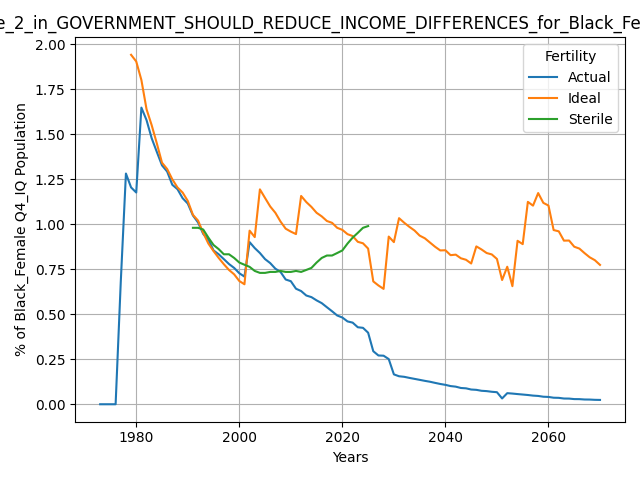 e_2_in_GOVERNMENT_SHOULD_REDUCE_INCOME_DIFFERENCES_for_Black_Fe
% of Black_Female Q4_IQ Population
2.00
1.75
1.50
1.25
1.00
0.75
0.50
0.25
0.00
Fertility
Actual
Ideal
Sterile
1980
2000
2020
2040
2060
Years